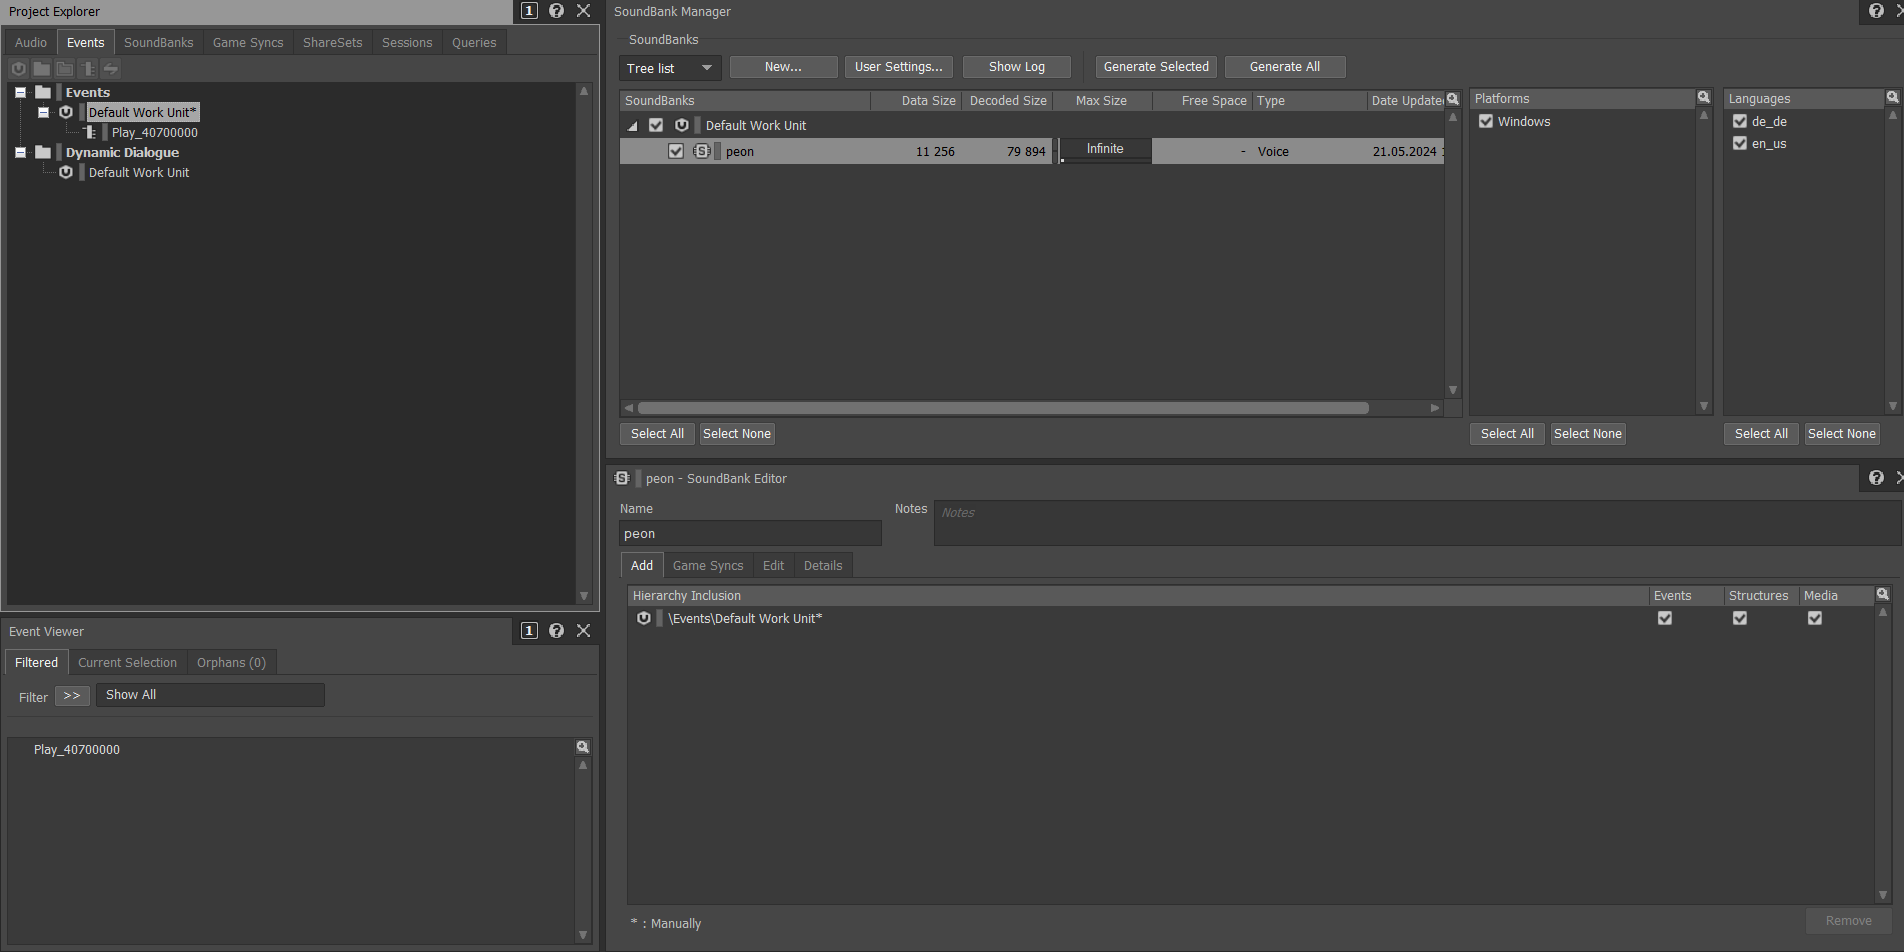 Project Explorer
1
Audio Events SoundBanks Game Syncs ShareSets Sessions Queries
Events
Default Work Unit*
Play_40700000
Dynamic Dialogue
Default Work Unit
Event Viewer
1
Filtered Current Selection Orphans (0)
Filter >> Show All
Play_40700000
SoundBank Manager
SoundBanks
Tree list New... User Settings... Show Log Generate Selected Generate All
SoundBanks Data Size Decoded Size Max Size Free Space Type Date Update
Default Work Unit
peon 11 256 79 894 Infinite - Voice 21.05.2024
Select All Select None
Platforms
Windows
Select All Select None
Languages
de_de
en_us
Select All Select None
peon - SoundBank Editor
Name
peon
Notes
Notes
Add Game Syncs Edit Details
Hierarchy Inclusion Events Structures Media
\Events\Default Work Unit*
* : Manually
Remove